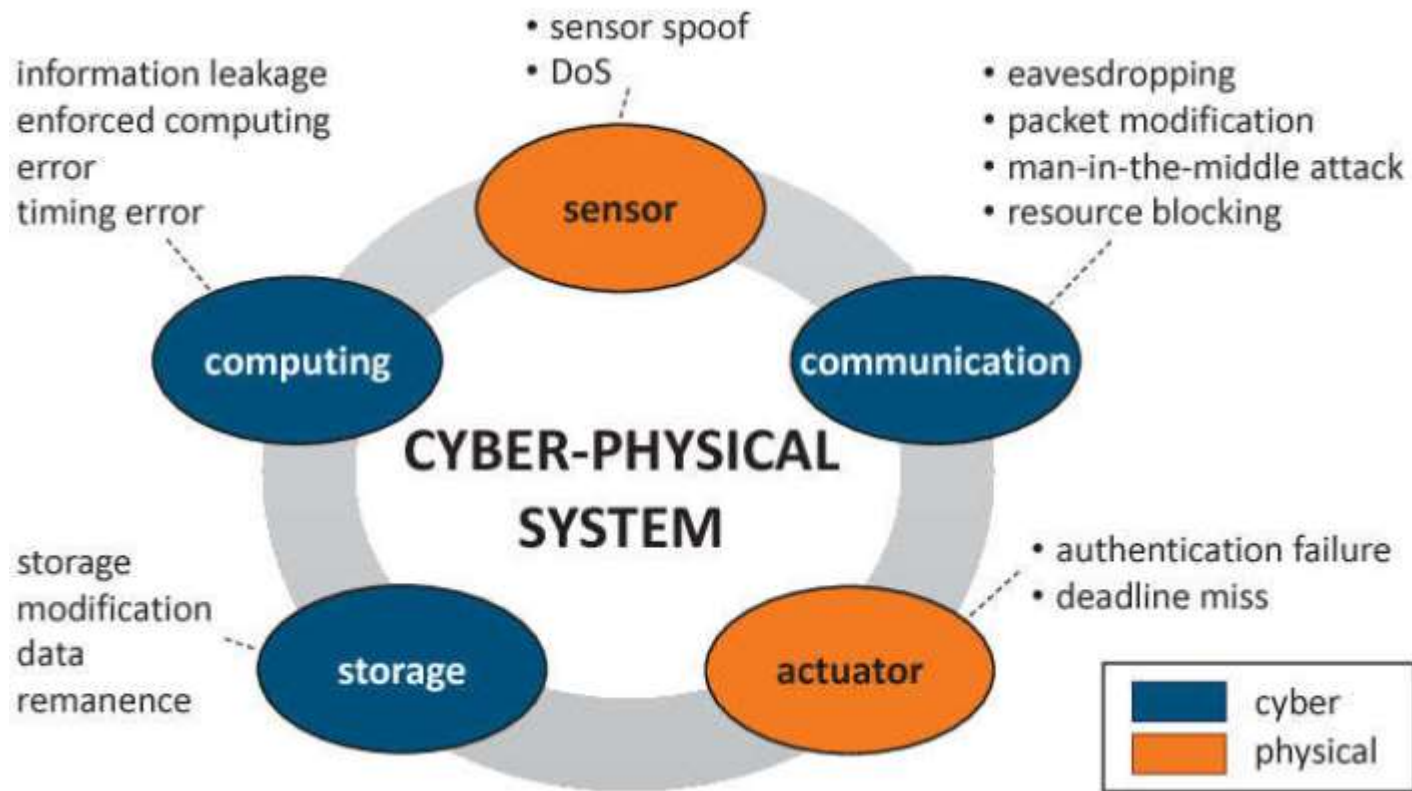 • sensor spoof
• DoS
information leakage
enforced computing
error
timing error
• eavesdropping
• packet modification
• man-in-the-middle attack
• resource blocking
sensor
computing
communication
CYBER-PHYSICAL
SYSTEM
storage
modification
data
remanence
• authentication failure
• deadline miss
storage
actuator
cyber
physical